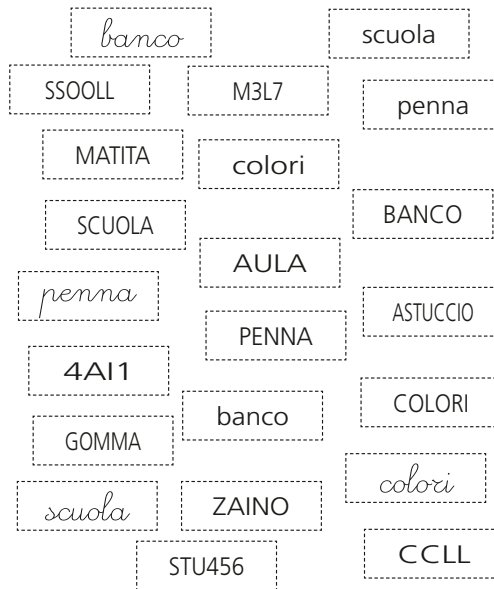 banco
scuola
SSOOLL
M3L7
penna
MATITA
colori
SCUOLA
BANCO
AULA
penna
ASTUCCIO
PENNA
4AI1
banco
COLORI
GOMMA
colori
scuola
ZAINO
STU456
CCLL